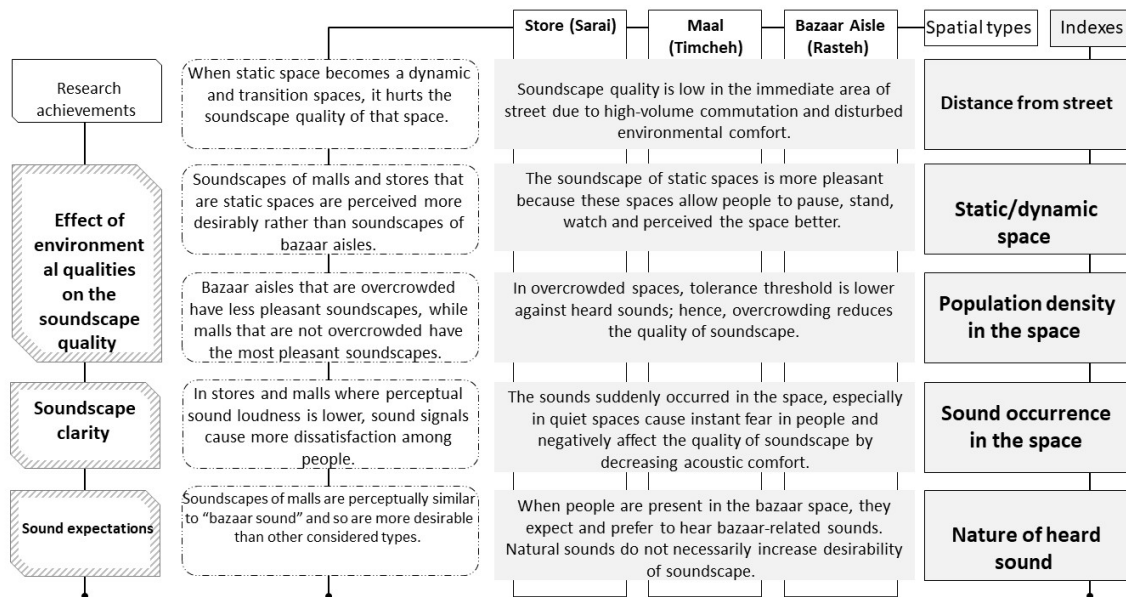 Store (Sarai)
Maal
(Timcheh)
Bazaar Aisle
(Rasteh)
Spatial types
Indexes
Research
achievements
When static space becomes a dynamic
and transition spaces, it hurts the
soundscape quality of that space.
Soundscape quality is low in the immediate area of
street due to high-volume commutation and disturbed
environmental comfort.
Distance from street
Effect of
environment
al qualities
on the
soundscape
quality
Soundscapes of malls and stores that
are static spaces are perceived more
desirably rather than soundscapes of
bazaar aisles.
The soundscape of static spaces is more pleasant
because these spaces allow people to pause, stand,
watch and perceived the space better.
Static/dynamic
space
Bazaar aisles that are overcrowded
have less pleasant soundscapes, while
malls that are not overcrowded have
the most pleasant soundscapes.
In overcrowded spaces, tolerance threshold is lower
against heard sounds; hence, overcrowding reduces
the quality of soundscape.
Population density
in the space
Soundscape
clarity
In stores and malls where perceptual
sound loudness is lower, sound signals
cause more dissatisfaction among
people.
The sounds suddenly occurred in the space, especially
in quiet spaces cause instant fear in people and
negatively affect the quality of soundscape by
decreasing acoustic comfort.
Sound occurrence
in the space
Sound expectations
Soundscapes of malls are perceptually similar
to “bazaar sound” and so are more desirable
than other considered types.
When people are present in the bazaar space, they
expect and prefer to hear bazaar-related sounds.
Natural sounds do not necessarily increase desirability
of soundscape.
Nature of heard
sound